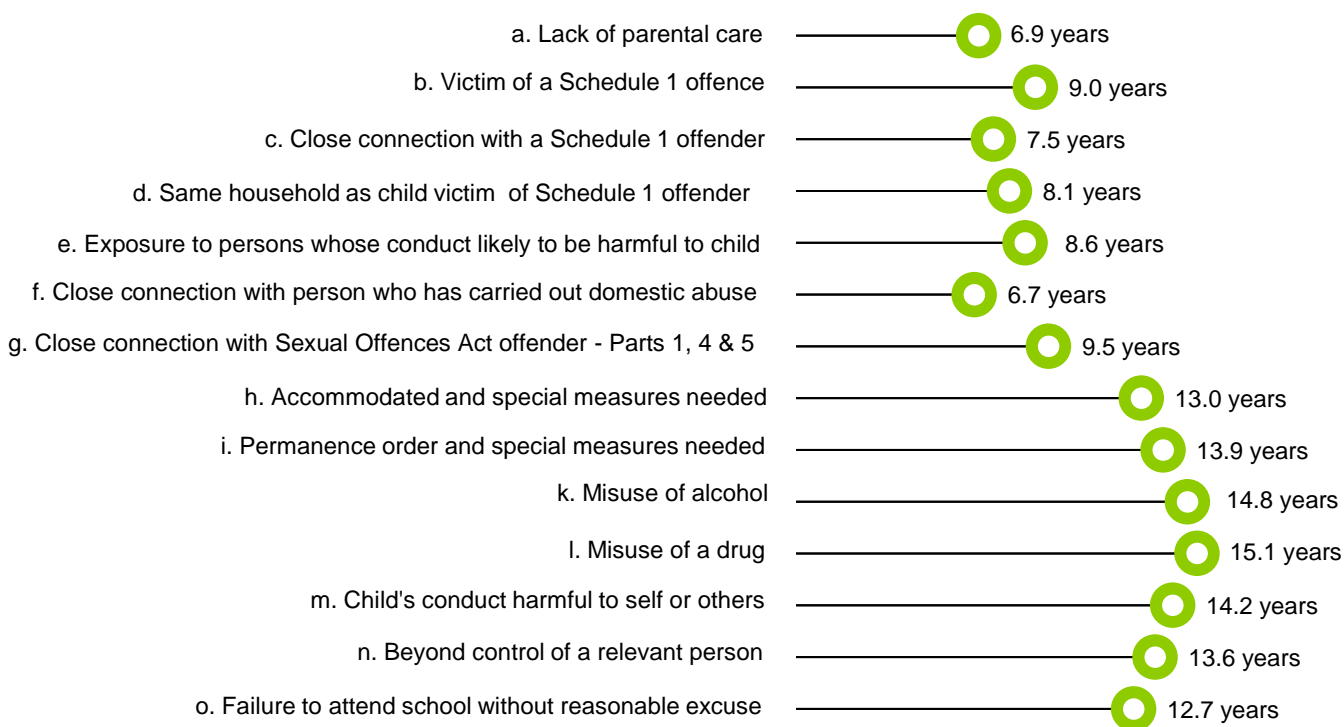 a. Lack of parental care 6.9 years
b. Victim of a Schedule 1 offence 9.0 years
c. Close connection with a Schedule 1 offender 7.5 years
d. Same household as child victim  of Schedule 1 offender 8.1 years
e. Exposure to persons whose conduct likely to be harmful to child 8.6 years
f. Close connection with person who has carried out domestic abuse 6.7 years
g. Close connection with Sexual Offences Act offender - Parts 1, 4 & 5 9.5 years
h. Accommodated and special measures needed 13.0 years
i. Permanence order and special measures needed 13.9 years
k. Misuse of alcohol 14.8 years
l. Misuse of a drug 15.1 years
m. Child's conduct harmful to self or others 14.2 years
n. Beyond control of a relevant person 13.6 years
o. Failure to attend school without reasonable excuse 12.7 years